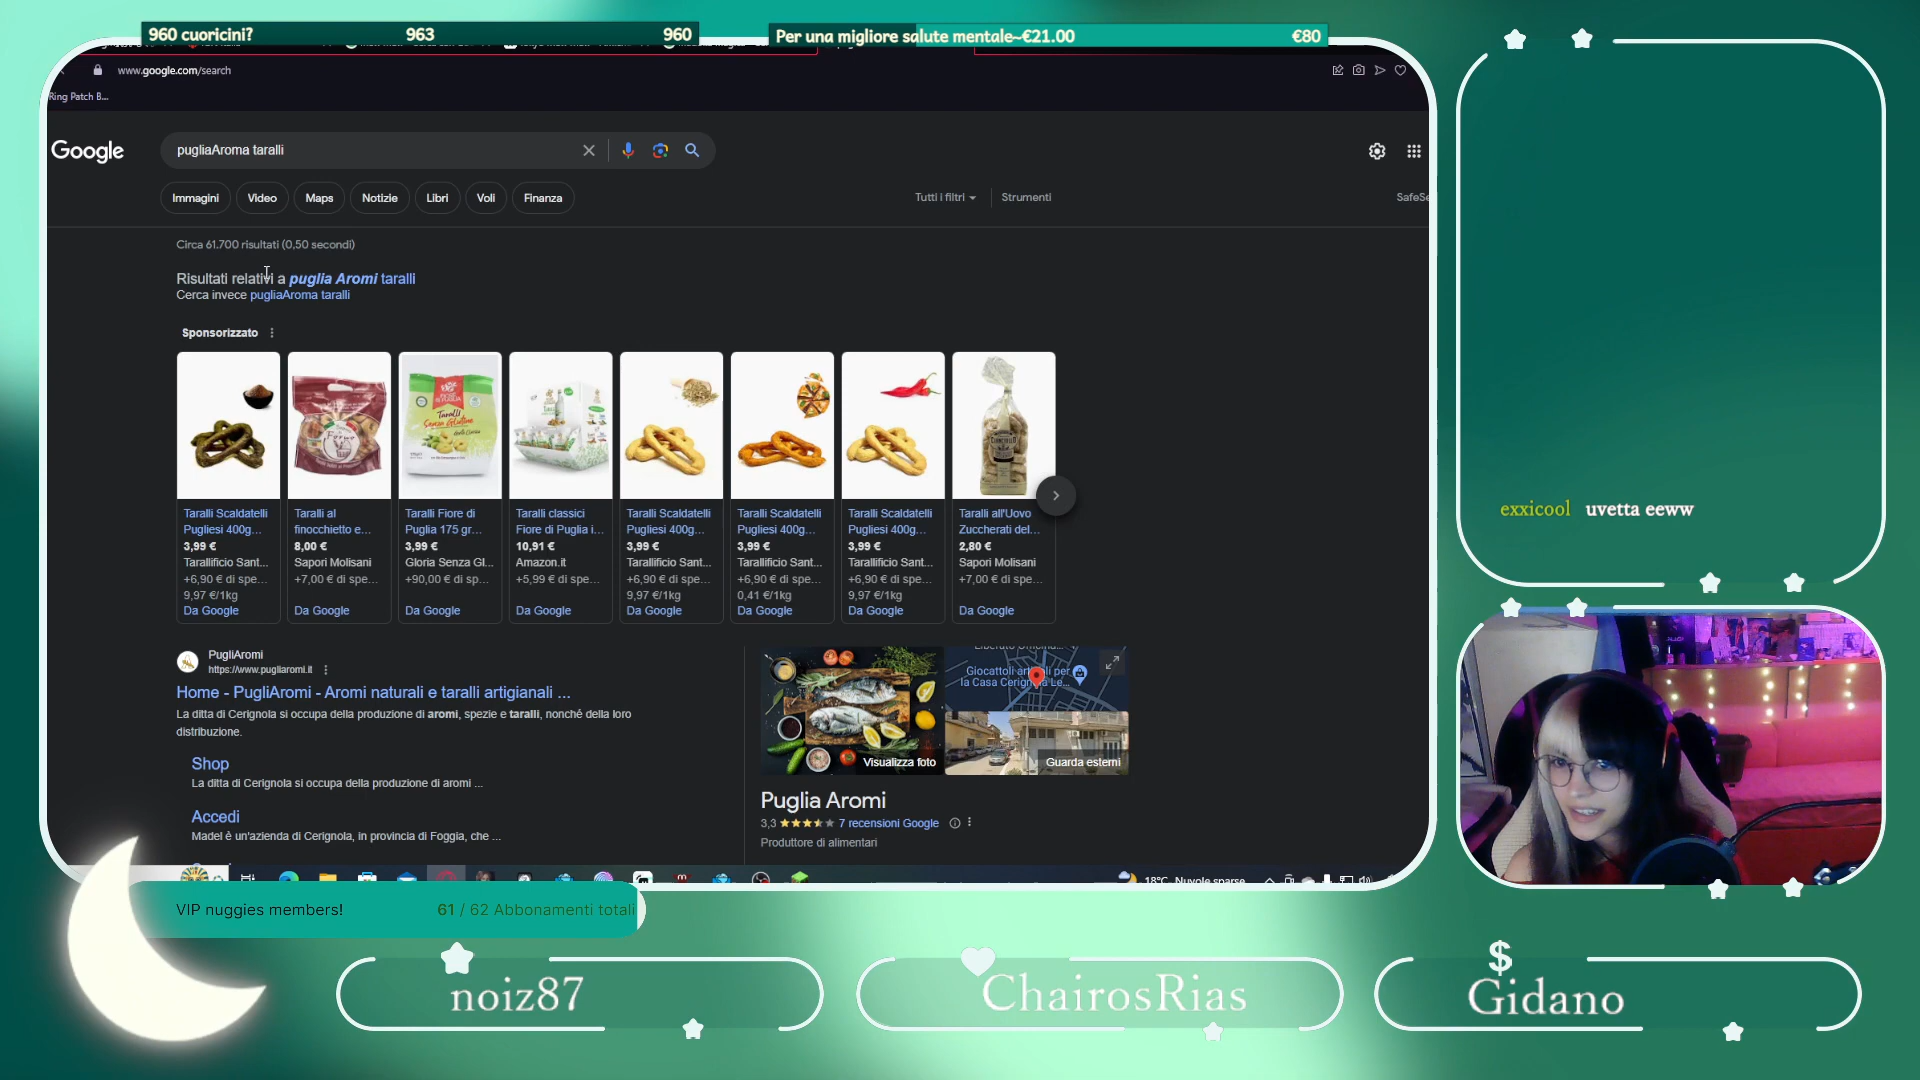 960 cuoricini?
963
960
Per una migliore salute mentale~€21.00
€80
www.google.com/search
Ring Patch B...
Google
pugliaAroma taralli
Immagini
Video
Maps
Notizie
Libri
Voli
Finanza
Tutti i filtri
Strumenti
Circa 61.700 risultati (0,50 secondi)
Risultati relativi a puglia Aromi taralli
Cerca invece pugliaAroma taralli
Sponsorizzato
Taralli Scaldatelli
Pugliesi 400g...
3,99 €
Tarallificio Sant...
+6,90 € di spe...
9,97 €/1kg
Da Google
Taralli al
finocchietto e...
8,00 €
Sapori Molisani
+7,00 € di spe...
Da Google
Taralli Fiore di
Puglia 175 gr...
3,99 €
Gloria Senza Gl...
+90,00 € di sp...
Da Google
Taralli classici
Fiore di Puglia i...
10,91 €
Amazon.it
+5,99 € di spe...
Da Google
Taralli Scaldatelli
Pugliesi 400g...
3,99 €
Tarallificio Sant...
+6,90 € di spe...
9,97 €/1kg
Da Google
Taralli Scaldatelli
Pugliesi 400g...
3,99 €
Tarallificio Sant...
+6,90 € di spe...
0,41 €/1kg
Da Google
Taralli Scaldatelli
Pugliesi 400g...
3,99 €
Tarallificio Sant...
+6,90 € di spe...
9,97 €/1kg
Da Google
Taralli all'Uovo
Zuccherati del...
2,80 €
Sapori Molisani
+7,00 € di spe...
Da Google
PugliAromi
https://www.pugliaromi.it
Home - PugliAromi - Aromi naturali e taralli artigianali ...
La ditta di Cerignola si occupa della produzione di aromi, spezie e taralli, nonché della loro
distribuzione.
Shop
La ditta di Cerignola si occupa della produzione di aromi ...
Accedi
Madel è un'azienda di Cerignola, in provincia di Foggia, che ...
Visualizza foto
Guarda esterni
Puglia Aromi
3,3
7 recensioni Google
Produttore di alimentari
18°C Nuvole sparse
exxicool uvetta eeww
VIP nuggies members!
61 / 62 Abbonamenti totali
noiz87
ChairosRias
$
Gidano